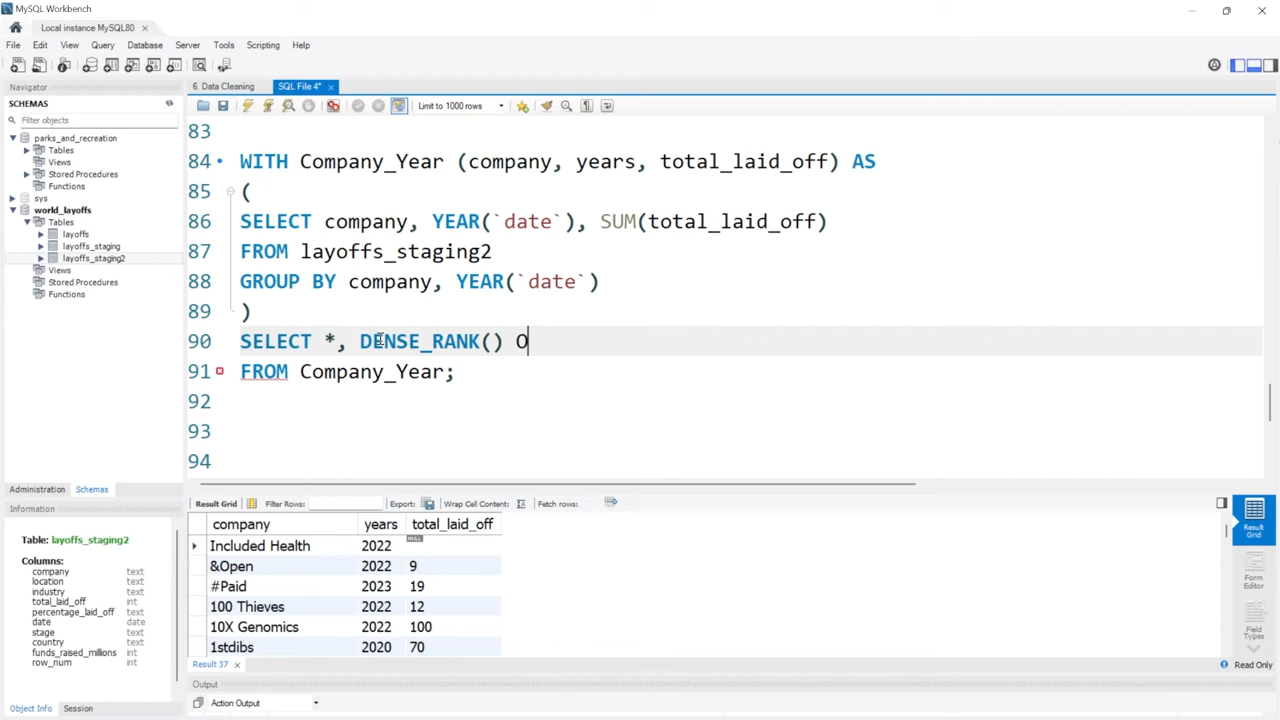 MySQL Workbench
Local instance MySQL80
File Edit View Query Database Server Tools Scripting Help
Navigator
SCHEMAS
Filter objects
parks_and_recreation
Tables
Views
Stored Procedures
Functions
sys
world_layoffs
Tables
layoffs
layoffs_staging
layoffs_staging2
Views
Stored Procedures
Functions
Administration Schemas
Information
Table: layoffs_staging2
Columns:
company text
location text
industry text
total_laid_off int
percentage_laid_off text
date date
stage text
country text
funds_raised_millions int
row_num int
Object Info Session
6. Data Cleaning SQL File 4*
Limit to 1000 rows
83
84 WITH Company_Year (company, years, total_laid_off) AS
85 (
86 SELECT company, YEAR(`date`), SUM(total_laid_off)
87 FROM layoffs_staging2
88 GROUP BY company, YEAR(`date`)
89 )
90 SELECT *, DENSE_RANK() O
91 FROM Company_Year;
92
93
94
Result Grid Filter Rows: Export: Wrap Cell Content: Fetch rows:
company years total_laid_off
Included Health 2022 NULL
&Open 2022 9
#Paid 2023 19
100 Thieves 2022 12
10X Genomics 2022 100
1stdibs 2020 70
Result 37
Result Grid
Form Editor
Field Types
Read Only
Output
Action Output